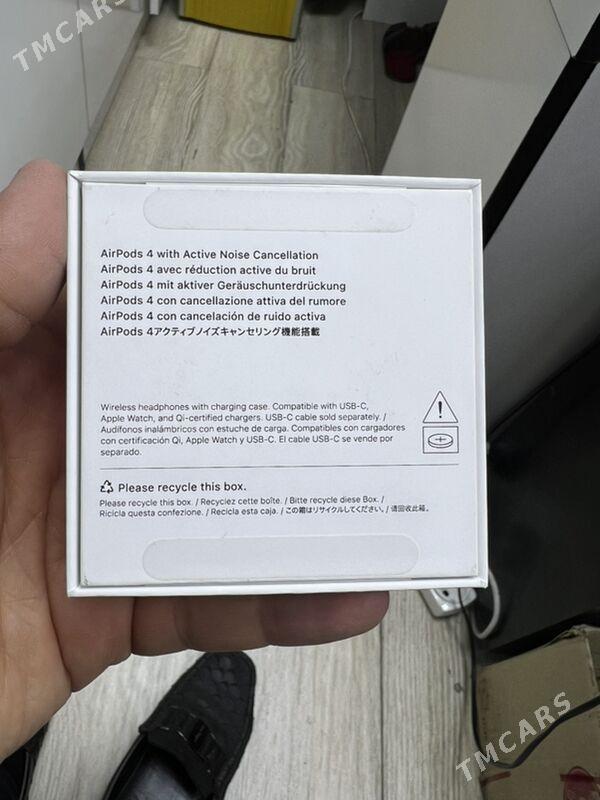 TMCARS
AirPods 4 with Active Noise Cancellation
AirPods 4 avec réduction active du bruit
AirPods 4 mit aktiver Geräuschunterdrückung
AirPods 4 con cancellazione attiva del rumore
AirPods 4 con cancelación de ruido activa
AirPods 4アクティブノイズキャンセリング機能搭載
Wireless headphones with charging case. Compatible with USB-C,
Apple Watch, and Qi-certified chargers. USB-C cable sold separately. /
Audífonos inalámbricos con estuche de carga. Compatibles con cargadores
con certificación Qi, Apple Watch y USB-C. El cable USB-C se vende por
separado.
Please recycle this box.
Please recycle this box. / Recyclez cette boîte. / Bitte recycle diese Box. /
Ricicla questa confezione. / Recicla esta caja. / この箱はリサイクルしてください。/ 请回收此箱。
TMCARS